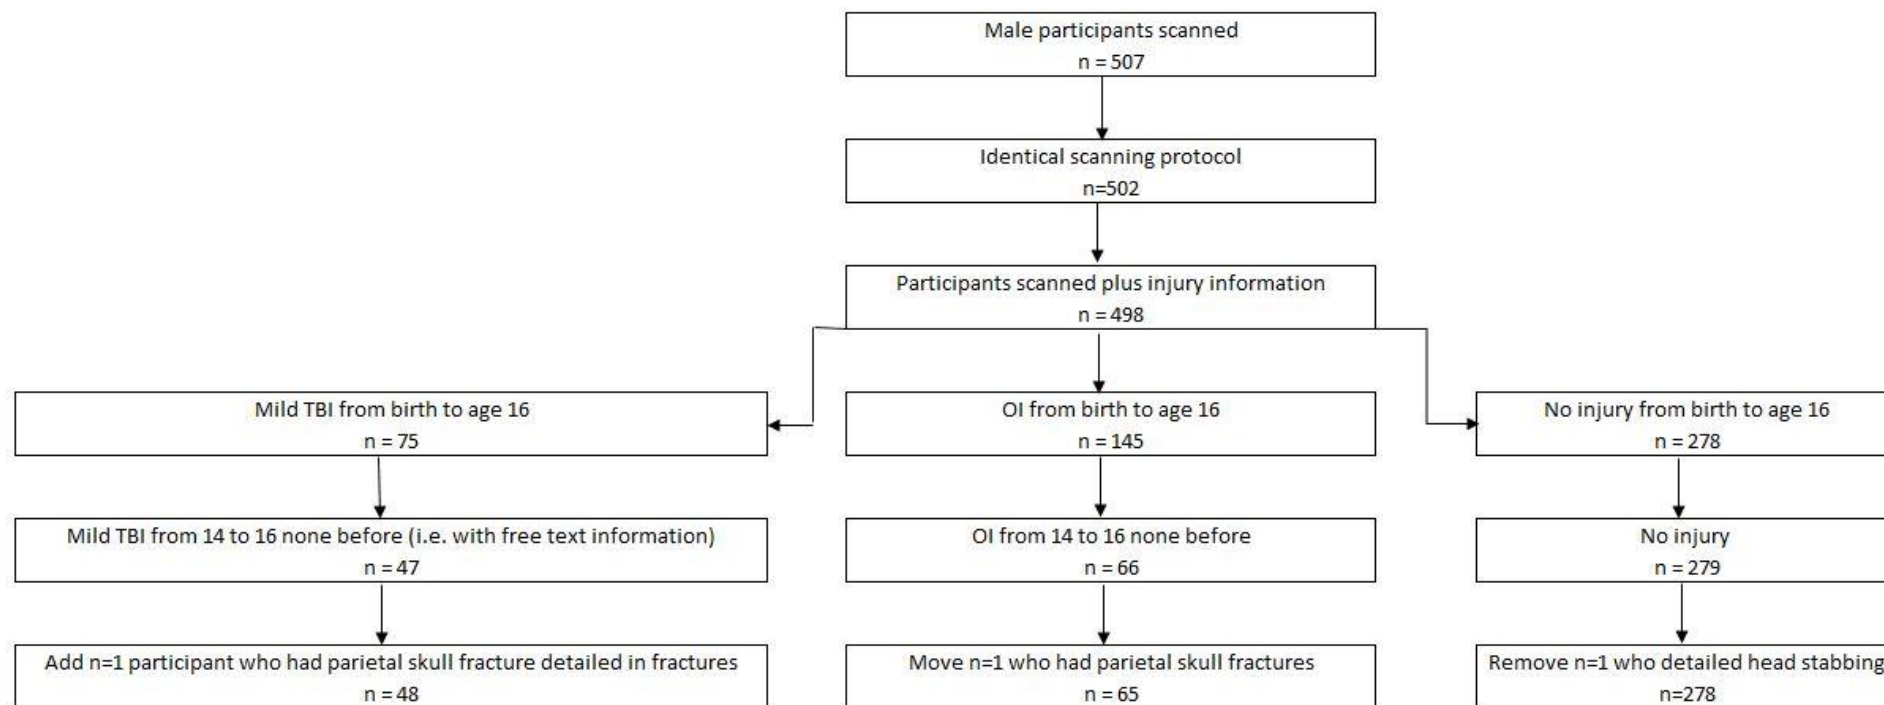 Male participants scanned
n = 507
Identical scanning protocol
n=502
Participants scanned plus injury information
n = 498
Mild TBI from birth to age 16
n = 75
OI from birth to age 16
n = 145
No injury from birth to age 16
n = 278
Mild TBI from 14 to 16 none before (i.e. with free text information)
n = 47
OI from 14 to 16 none before
n = 66
No injury
n = 279
Add n=1 participant who had parietal skull fracture detailed in fractures
n = 48
Move n=1 who had parietal skull fractures
n = 65
Remove n=1 who detailed head stabbing
n=278